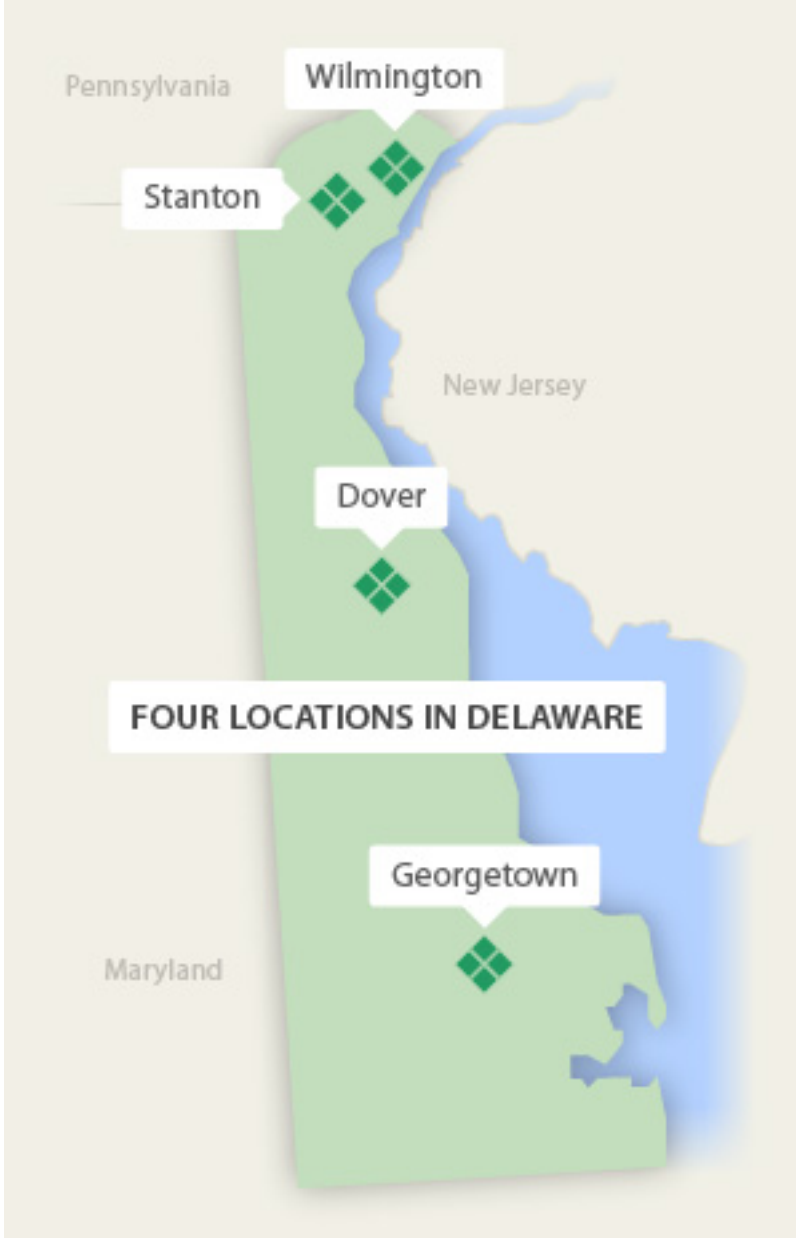 Wilmington
Pennsylvania
Stanton
New Jersey
Dover
FOUR LOCATIONS IN DELAWARE
Georgetown
Maryland